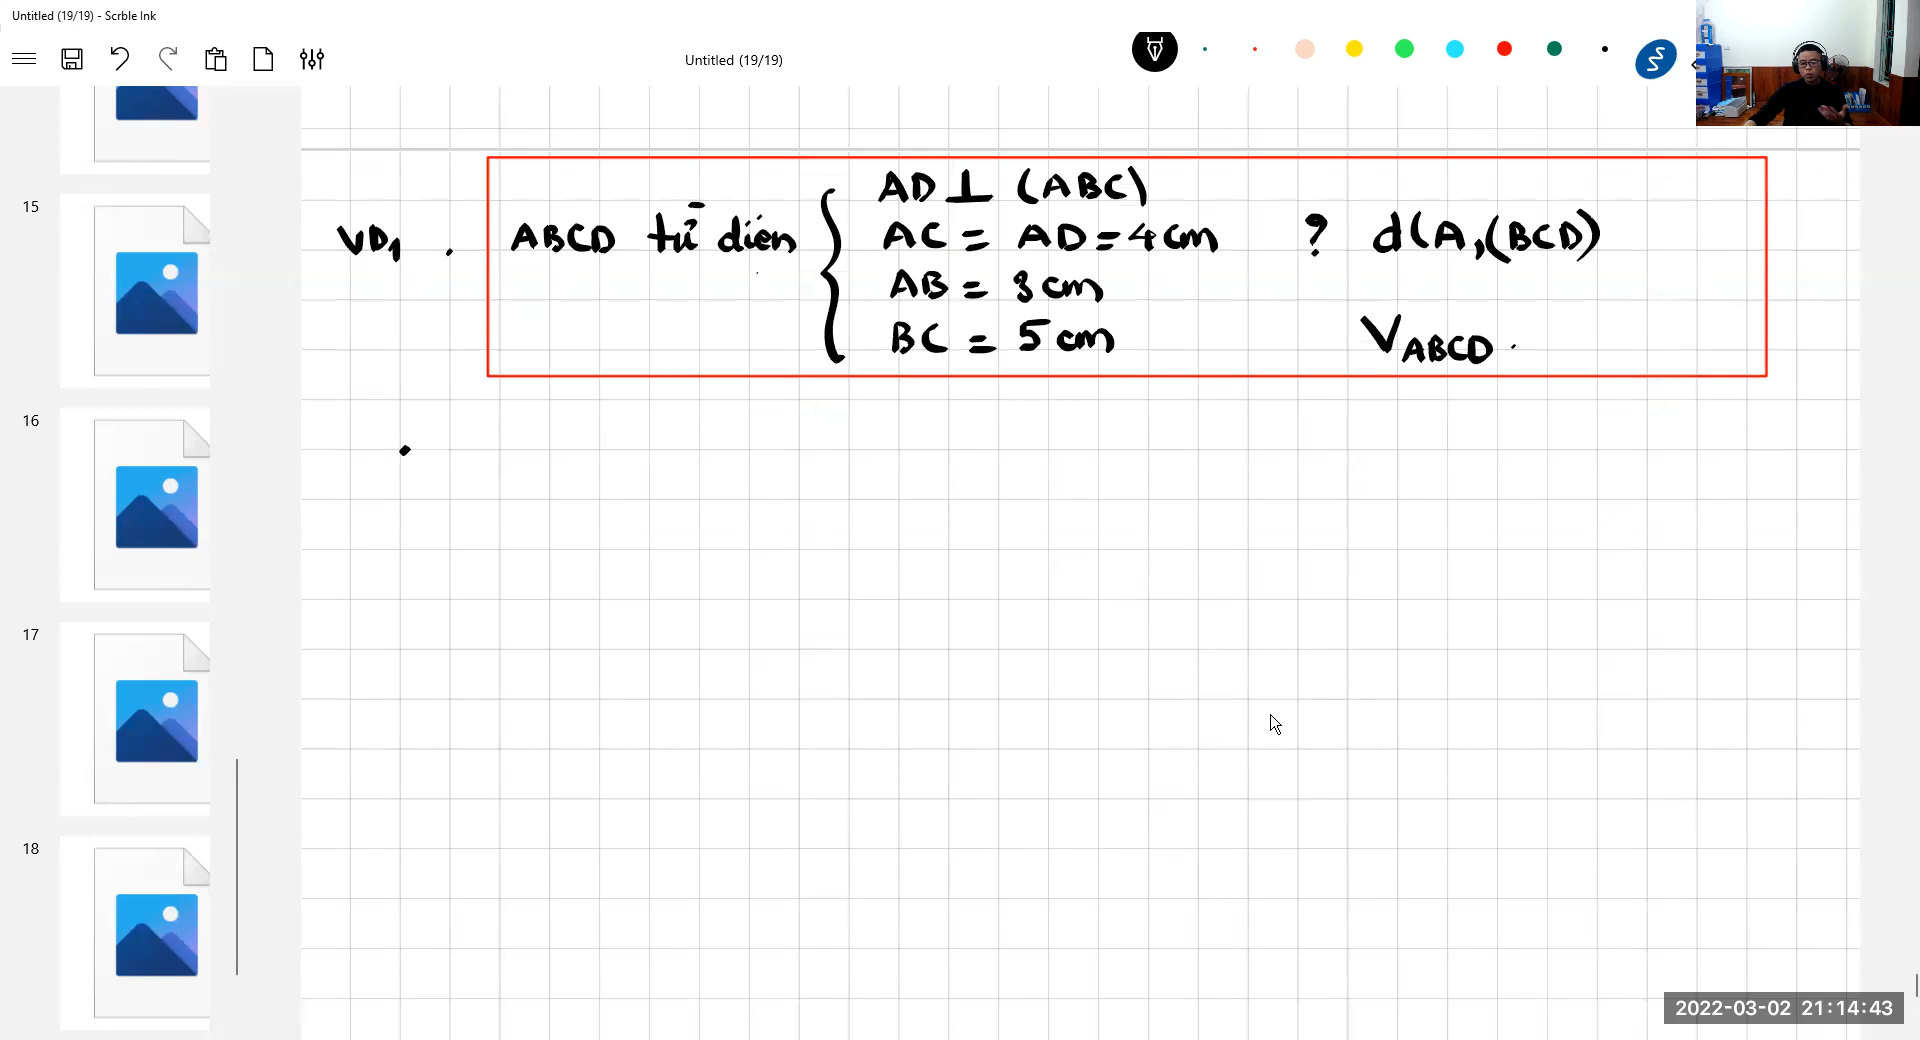 Untitled (19/19) - Scrble Ink
Untitled (19/19)
15
16
17
18
VD1 . ABCD tứ diện { AD ⊥ (ABC)
AC = AD = 4cm ? d(A,(BCD))
AB = 3cm
BC = 5cm VABCD .
2022-03-02 21:14:43